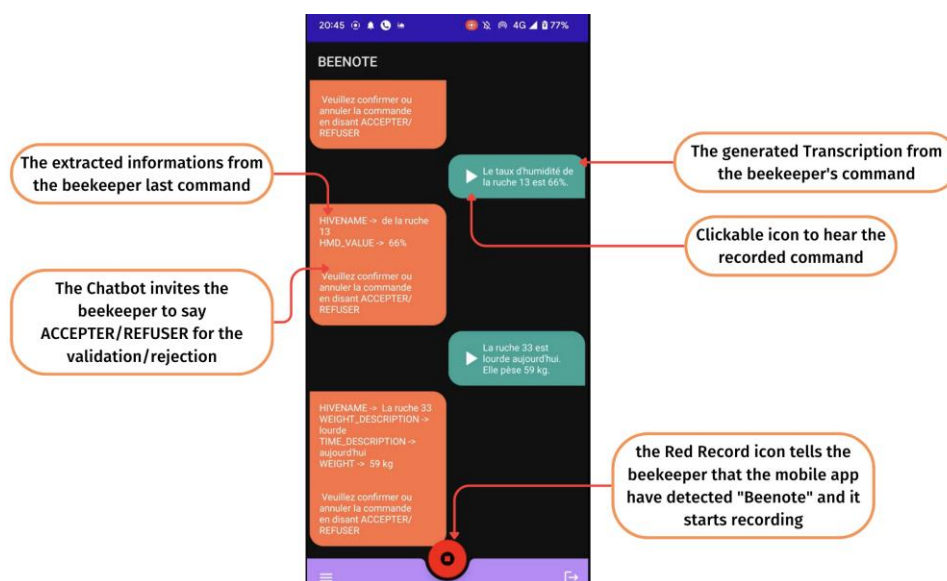 20:45
4G 77%
BEENOTE
Veuillez confirmer ou
annuler la commande
en disant ACCEPTER/
REFUSER
The extracted informations from
the beekeeper last command
Le taux d'humidité de
la ruche 13 est 66%.
The generated Transcription from
the beekeeper's command
HIVENAME -> de la ruche
13
HMD_VALUE -> 66%
Veuillez confirmer ou
annuler la commande
en disant ACCEPTER/
REFUSER
Clickable icon to hear the
recorded command
The Chatbot invites the
beekeeper to say
ACCEPTER/REFUSER for the
validation/rejection
La ruche 33 est
lourde aujourd'hui.
Elle pèse 59 kg.
HIVENAME -> La ruche 33
WEIGHT_DESCRIPTION ->
lourde
TIME_DESCRIPTION ->
aujourd'hui
WEIGHT -> 59 kg
Veuillez confirmer ou
annuler la commande
en disant ACCEPTER/
REFUSER
the Red Record icon tells the
beekeeper that the mobile app
have detected "Beenote" and it
starts recording